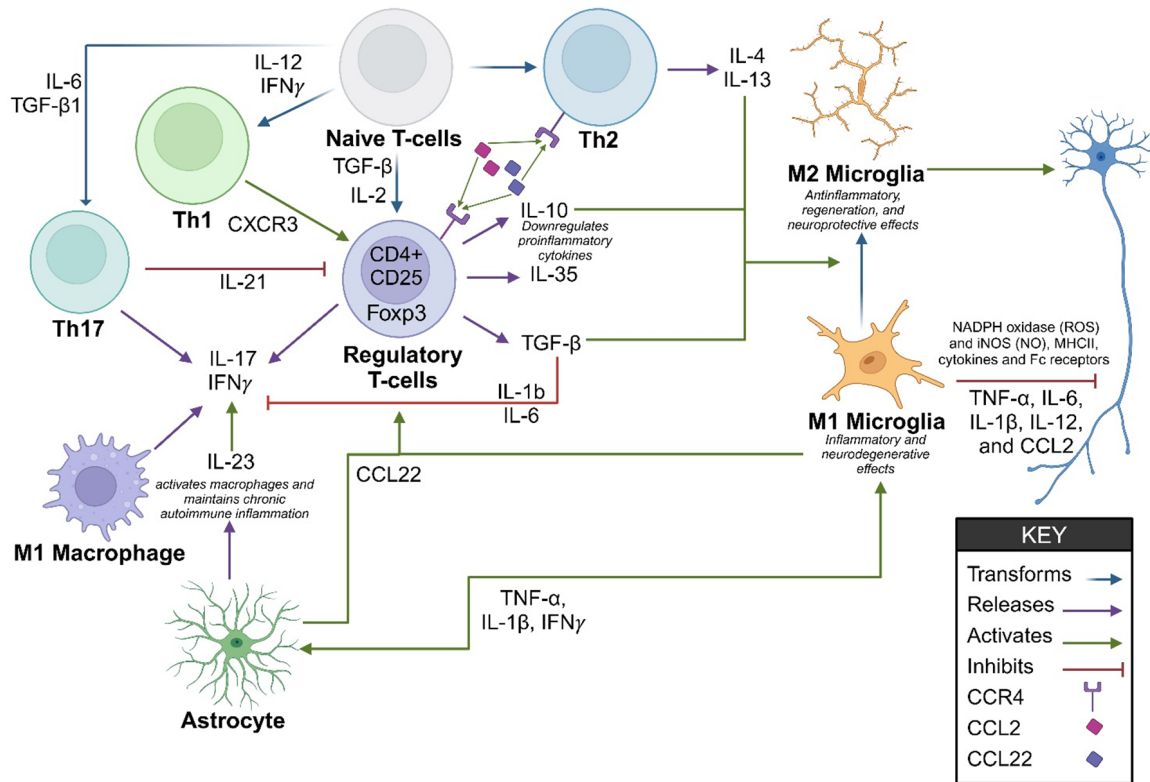 IL-6
TGF-β1
IL-12
IFNγ
Naive T-cells
Th2
IL-4
IL-13
Th1
TGF-β
IL-2
CXCR3
M2 Microglia
Antiinflammatory,
regeneration, and
neuroprotective effects
IL-10
Downregulates
proinflammatory
cytokines
IL-35
TGF-β
CD4+
CD25
Foxp3
Regulatory
T-cells
Th17
IL-21
IL-17
IFNγ
IL-1b
IL-6
NADPH oxidase (ROS)
and iNOS (NO), MHCII,
cytokines and Fc receptors
TNF-α, IL-6,
IL-1β, IL-12,
and CCL2
M1 Microglia
Inflammatory and
neurodegenerative
effects
IL-23
activates macrophages and
maintains chronic
autoimmune inflammation
CCL22
M1 Macrophage
TNF-α,
IL-1β, IFNγ
Astrocyte
KEY
Transforms
Releases
Activates
Inhibits
CCR4
CCL2
CCL22